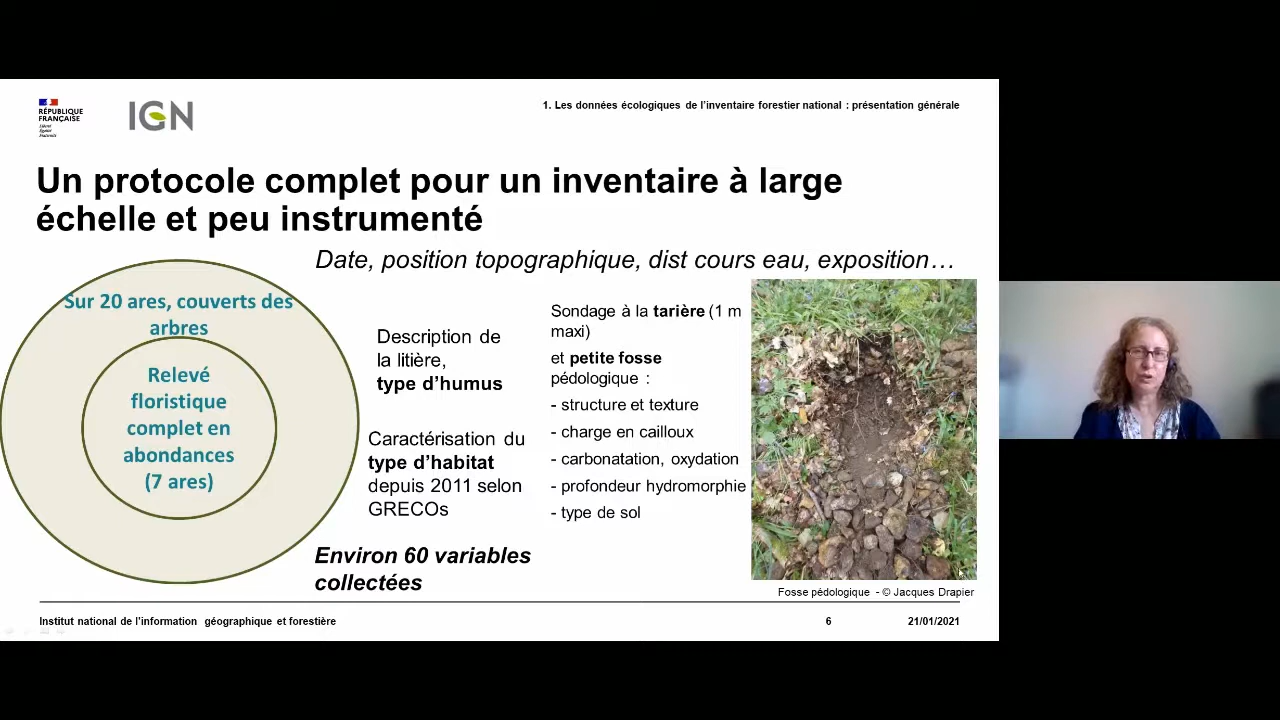 RÉPUBLIQUE
FRANÇAISE
Liberté
Égalité
Fraternité
IGN
1. Les données écologiques de l’inventaire forestier national : présentation générale
Un protocole complet pour un inventaire à large
échelle et peu instrumenté
Date, position topographique, dist cours eau, exposition…
Sur 20 ares, couverts des
arbres
Relevé
floristique
complet en
abondances
(7 ares)
Description de
la litière,
type d’humus
Caractérisation du
type d’habitat
depuis 2011 selon
GRECOs
Environ 60 variables
collectées
Sondage à la tarière (1 m
maxi)
et petite fosse
pédologique :
- structure et texture
- charge en cailloux
- carbonatation, oxydation
- profondeur hydromorphie
- type de sol
Fosse pédologique - © Jacques Drapier
Institut national de l’information géographique et forestière
6
21/01/2021